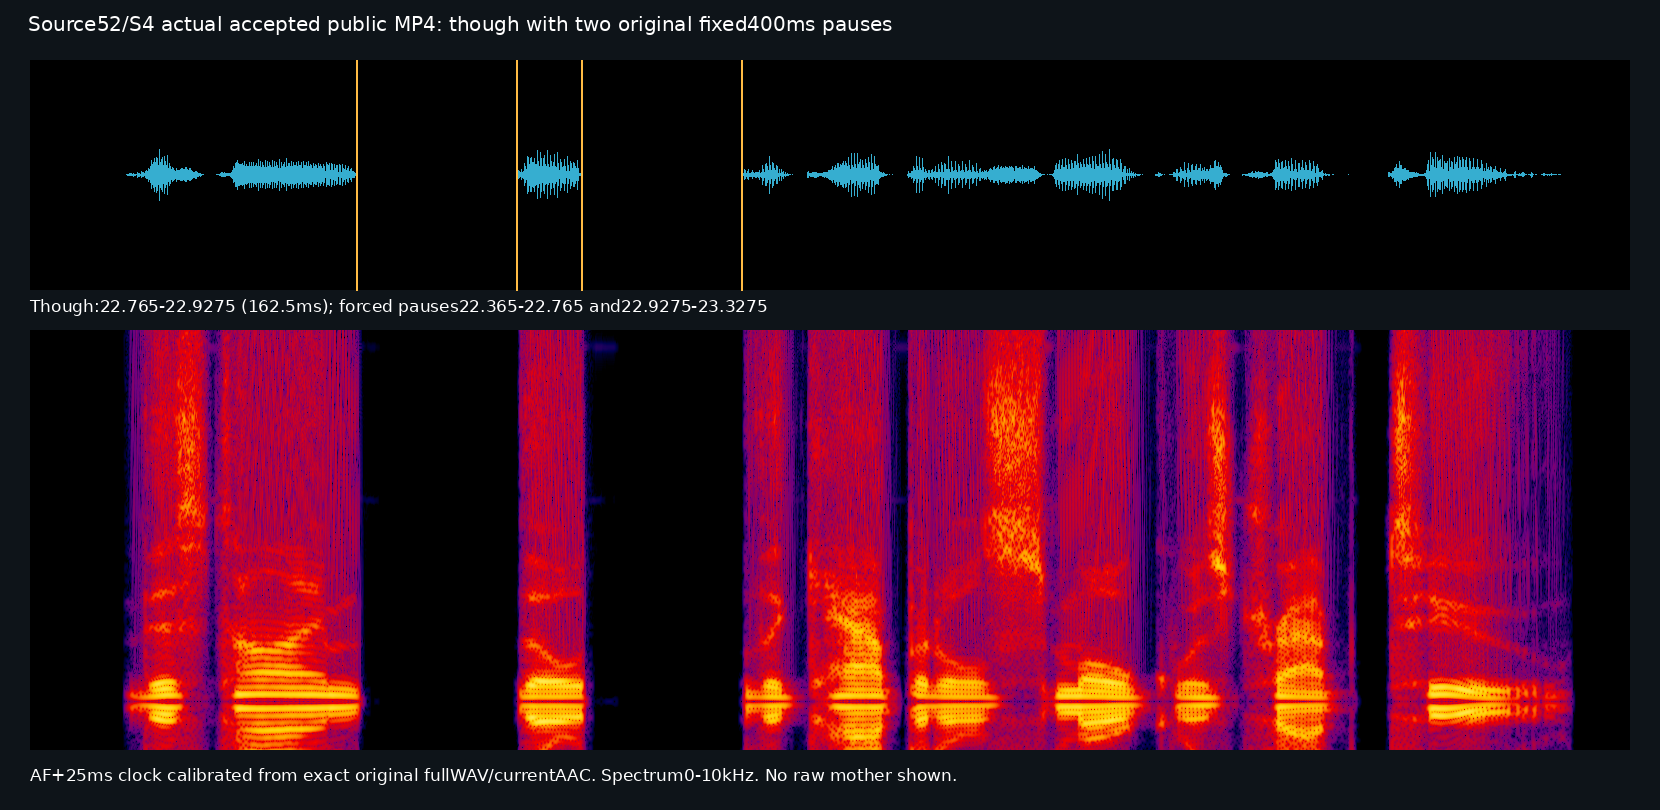 Source52/S4 actual accepted public MP4: though with two original fixed400ms pauses
Though:22.765-22.9275 (162.5ms); forced pauses22.365-22.765 and22.9275-23.3275
AF+25ms clock calibrated from exact original fullWAV/currentAAC. Spectrum0-10kHz. No raw mother shown.